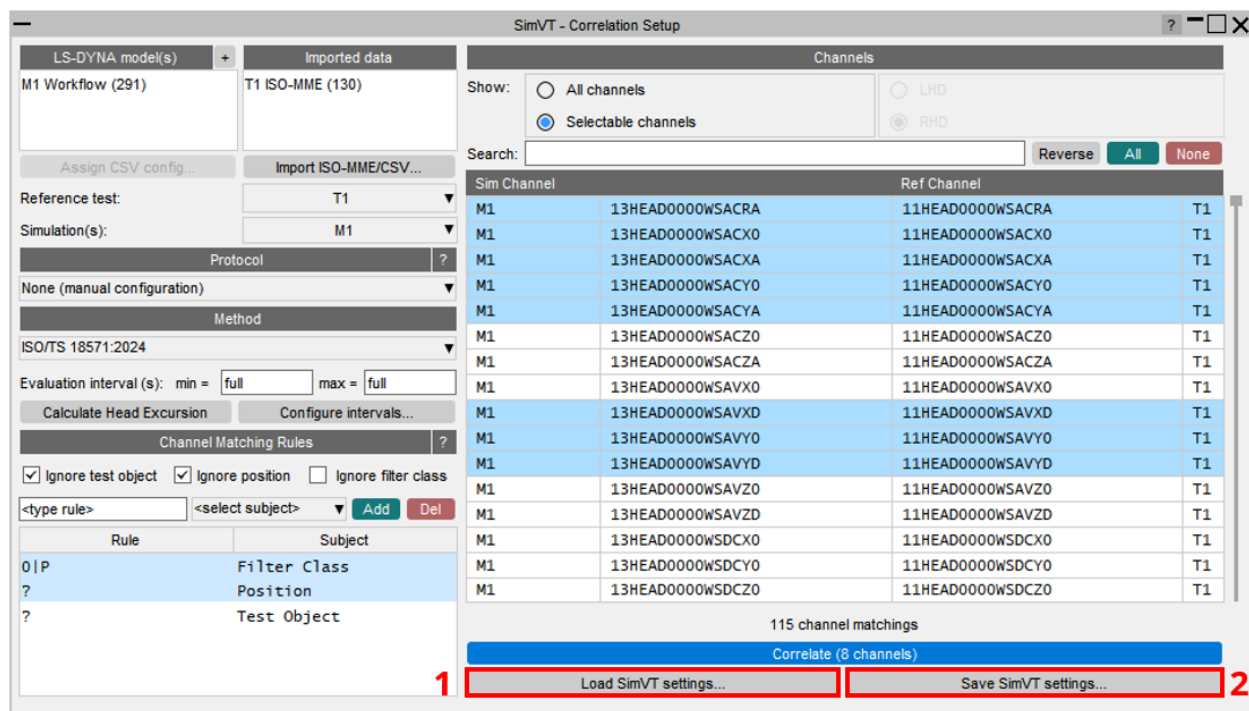 SimVT - Correlation Setup ?
LS-DYNA model(s) + Imported data
M1 Workflow (291) T1 ISO-MME (130)
Assign CSV config... Import ISO-MME/CSV...
Reference test: T1
Simulation(s): M1
Protocol ?
None (manual configuration)
Method
ISO/TS 18571:2024
Evaluation interval (s): min = full max = full
Calculate Head Excursion Configure intervals...
Channel Matching Rules ?
Ignore test object Ignore position Ignore filter class
<type rule> <select subject> Add Del
Rule Subject
0|P Filter Class
? Position
? Test Object
Channels
Show: All channels LHD
Selectable channels RHD
Search: Reverse All None
Sim Channel Ref Channel
M1 13HEAD0000WSACRA 11HEAD0000WSACRA T1
M1 13HEAD0000WSACX0 11HEAD0000WSACX0 T1
M1 13HEAD0000WSACXA 11HEAD0000WSACXA T1
M1 13HEAD0000WSACY0 11HEAD0000WSACY0 T1
M1 13HEAD0000WSACYA 11HEAD0000WSACYA T1
M1 13HEAD0000WSACZ0 11HEAD0000WSACZ0 T1
M1 13HEAD0000WSACZA 11HEAD0000WSACZA T1
M1 13HEAD0000WSAVX0 11HEAD0000WSAVX0 T1
M1 13HEAD0000WSAVXD 11HEAD0000WSAVXD T1
M1 13HEAD0000WSAVY0 11HEAD0000WSAVY0 T1
M1 13HEAD0000WSAVYD 11HEAD0000WSAVYD T1
M1 13HEAD0000WSAVZ0 11HEAD0000WSAVZ0 T1
M1 13HEAD0000WSAVZD 11HEAD0000WSAVZD T1
M1 13HEAD0000WSDCX0 11HEAD0000WSDCX0 T1
M1 13HEAD0000WSDCY0 11HEAD0000WSDCY0 T1
M1 13HEAD0000WSDCZ0 11HEAD0000WSDCZ0 T1
115 channel matchings
Correlate (8 channels)
1 Load SimVT settings... Save SimVT settings... 2